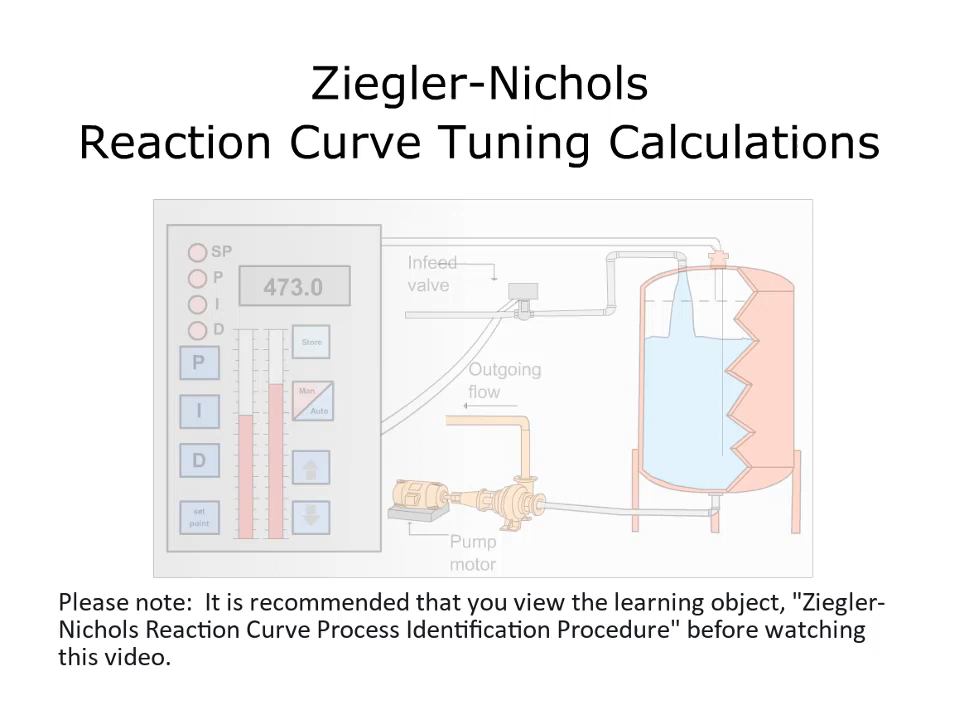 Ziegler-Nichols
Reaction Curve Tuning Calculations
SP
P
I
D
473.0
P
I
D
set
point
Store
Man
Auto
Infeed
valve
Outgoing
flow
Pump
motor
Please note:  It is recommended that you view the learning object, "Ziegler-
Nichols Reaction Curve Process Identification Procedure" before watching
this video.